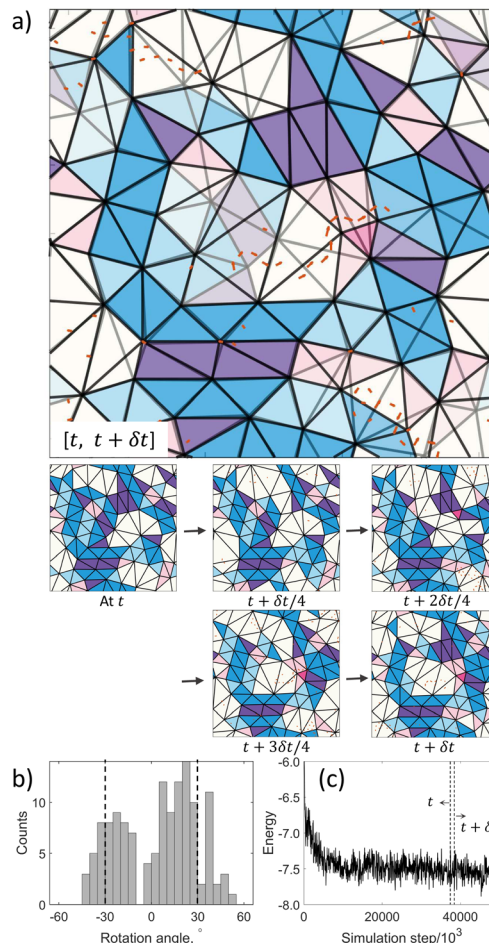 a)
[t, t + δt]
At t
t + δt/4
t + 2δt/4
t + 3δt/4
t + δt
b)
Counts
10
5
0
-60
-30
0
30
60
Rotation angle, °
(c)
Energy
-6.0
-6.5
-7.0
-7.5
-8.0
t
t + δ
0
20000
40000
Simulation step/10³